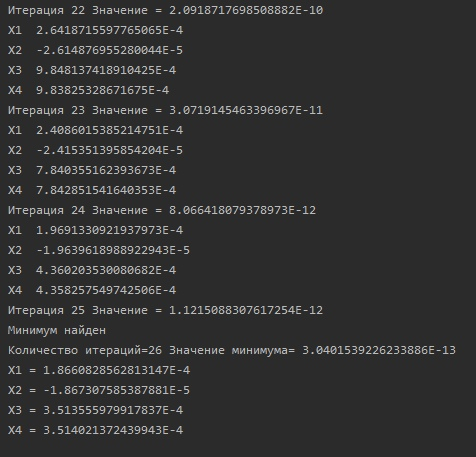 Итерация 22 Значение = 2.0918717698508882E-10
X1  2.6418715597765065E-4
X2  -2.614876955280044E-5
X3  9.848137418910425E-4
X4  9.83825328671675E-4
Итерация 23 Значение = 3.0719145463396967E-11
X1  2.4086015385214751E-4
X2  -2.415351395854204E-5
X3  7.840355162393673E-4
X4  7.842851541640353E-4
Итерация 24 Значение = 8.066418079378973E-12
X1  1.9691330921937973E-4
X2  -1.9639618988922943E-5
X3  4.360203530080682E-4
X4  4.358257549742506E-4
Итерация 25 Значение = 1.1215088307617254E-12
Минимум найден
Количество итераций=26 Значение минимума= 3.0401539226233886E-13
X1 = 1.8660828562813147E-4
X2 = -1.867307585387881E-5
X3 = 3.513555979917837E-4
X4 = 3.514021372439943E-4